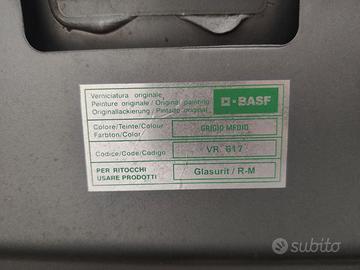 Verniciatura originale
Peinture originale / Original painting
Originallackierung / Pintado original
BASF
Colore/Teinte/Colour
Farbton/Color
GRIGIO MEDIO
Codice/Code/Codigo
VR. 617
PER RITOCCHI
USARE PRODOTTI
Glasurit / R-M
subito